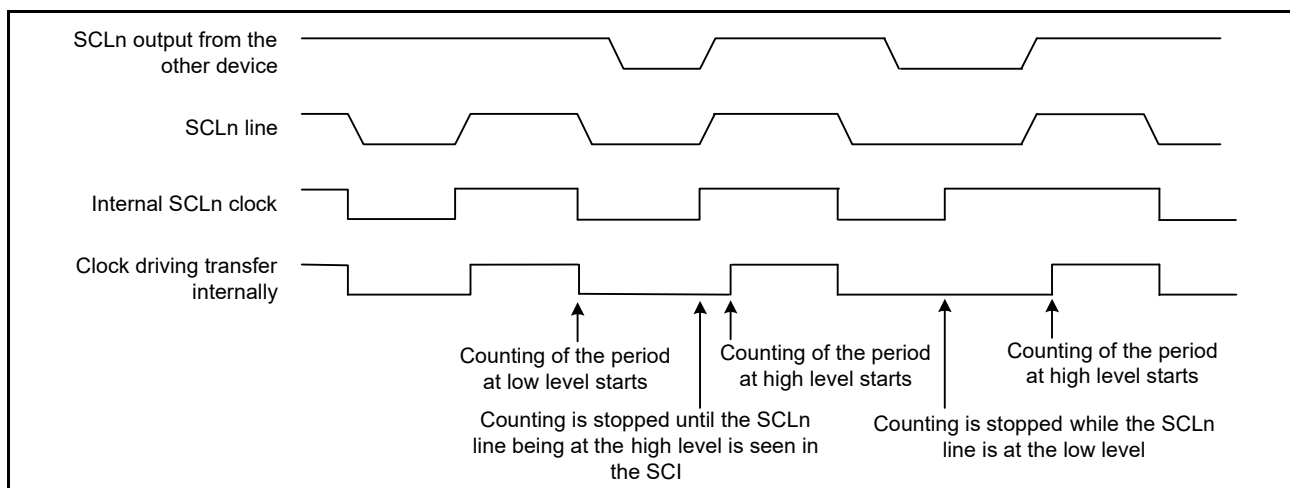 SCLn output from the
other device
SCLn line
Internal SCLn clock
Clock driving transfer
internally
Counting of the period
at low level starts
Counting of the period
at high level starts
Counting of the period
at high level starts
Counting is stopped until the SCLn
line being at the high level is seen in
the SCI
Counting is stopped while the SCLn
line is at the low level